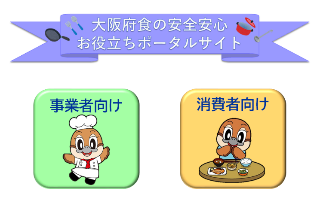 大阪府食の安全安心
お役立ちポータルサイト
事業者向け
消費者向け